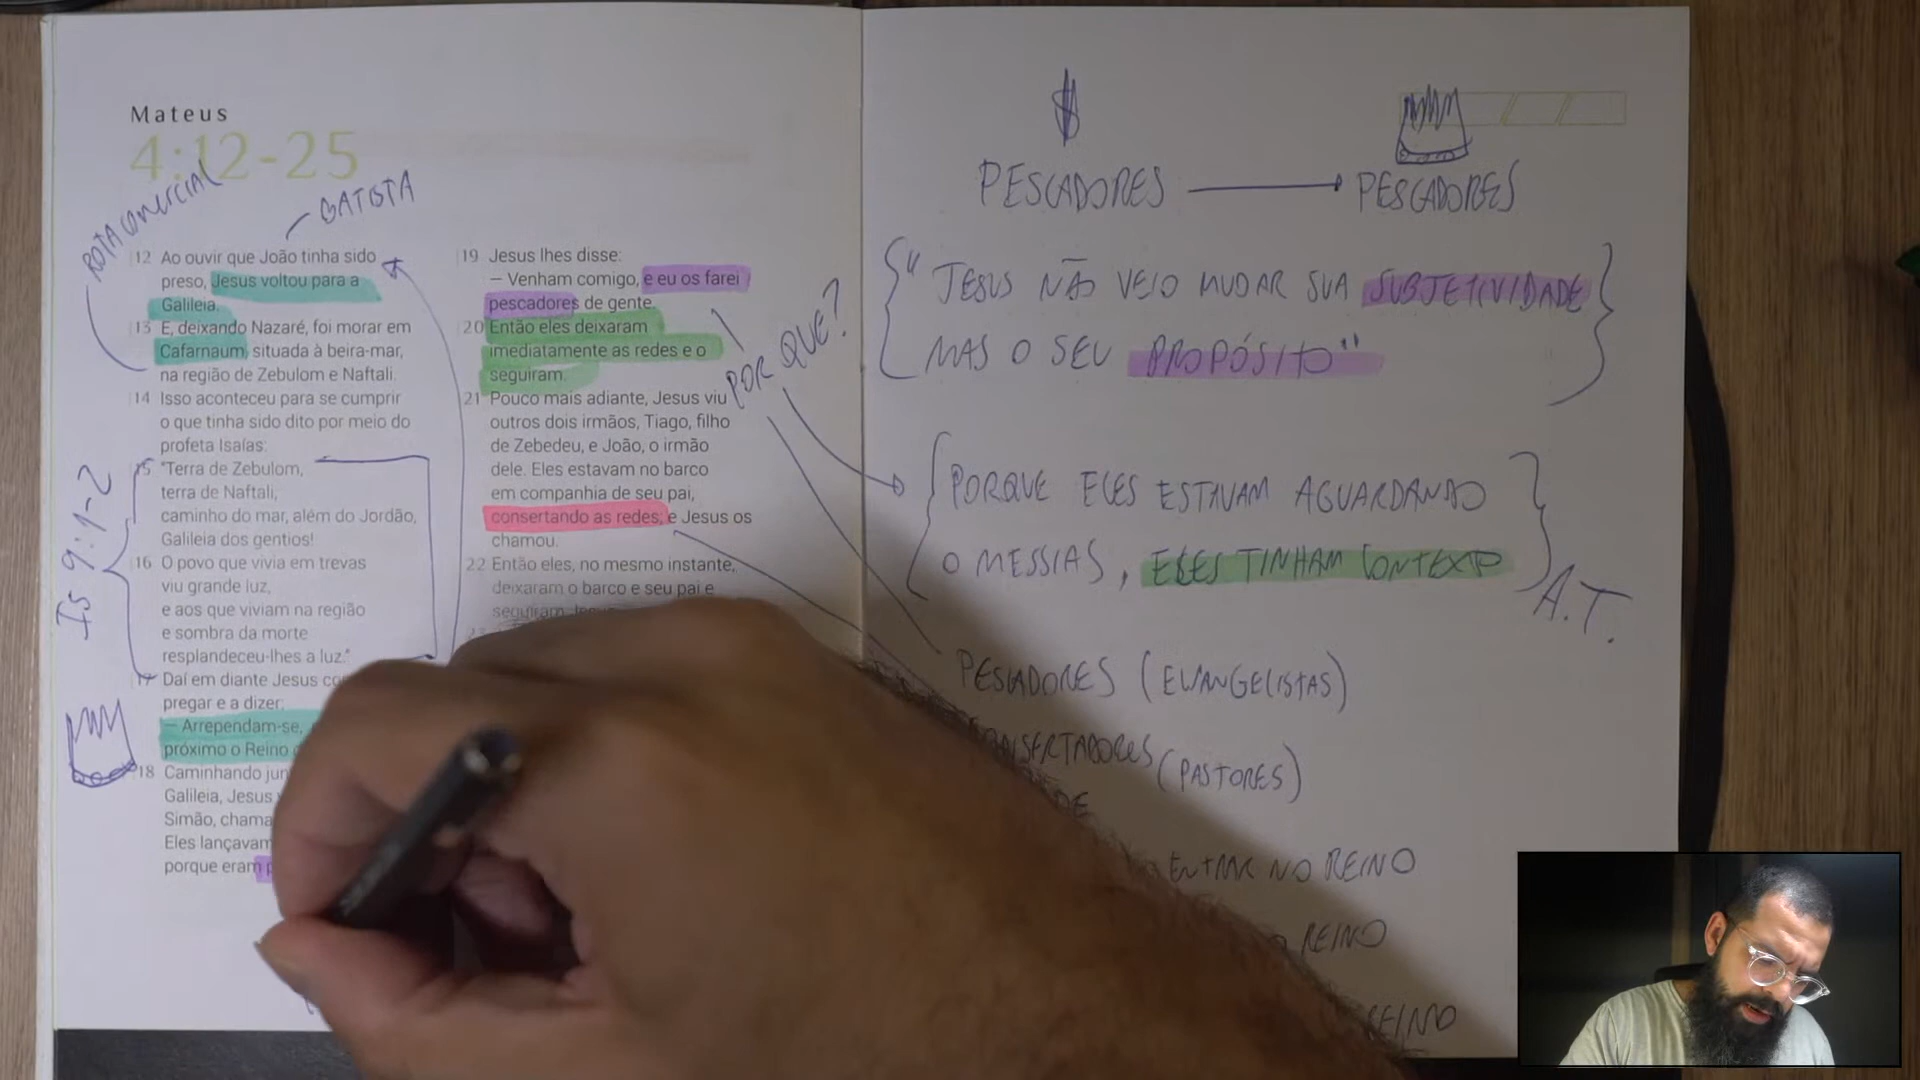 Mateus
4:12-25
ROTA COMERCIAL
BATISTA
12 Ao ouvir que João tinha sido
preso, Jesus voltou para a
Galileia.
13 E, deixando Nazaré, foi morar em
Cafarnaum, situada à beira-mar,
na região de Zebulom e Naftali.
14 Isso aconteceu para se cumprir
o que tinha sido dito por meio do
profeta Isaías:
15 "Terra de Zebulom,
terra de Naftali,
caminho do mar, além do Jordão,
Galileia dos gentios!
16 O povo que vivia em trevas
viu grande luz,
e aos que viviam na região
e sombra da morte
resplandeceu-lhes a luz."
17 Daí em diante Jesus
pregar e a dizer:
— Arrependam-se,
próximo o Reino
18 Caminhando
Galileia, Jesus
Simão,
Eles lançavam
porque eram
Is 9:1-2
19 Jesus lhes disse:
— Venham comigo, e eu os farei
pescadores de gente.
20 Então eles deixaram
imediatamente as redes e o
seguiram.
21 Pouco mais adiante, Jesus viu
outros dois irmãos, Tiago, filho
de Zebedeu, e João, o irmão
dele. Eles estavam no barco
em companhia de seu pai,
consertando as redes; e Jesus os
chamou.
22 Então eles, no mesmo instante,
deixaram o barco e seu pai e
seguiram
POR QUE?
$
PESCADORES PESCADORES
"JESUS NÃO VEIO MUDAR SUA SUBJETIVIDADE
MAS O SEU PROPÓSITO"
PORQUE ELES ESTAVAM AGUARDANDO
O MESSIAS, ELES TINHAM CONTEXTO
A.T.
PESCADORES (EVANGELISTAS)
(PASTORES)
DE
ENTRAR NO REINO
REINO
REINO